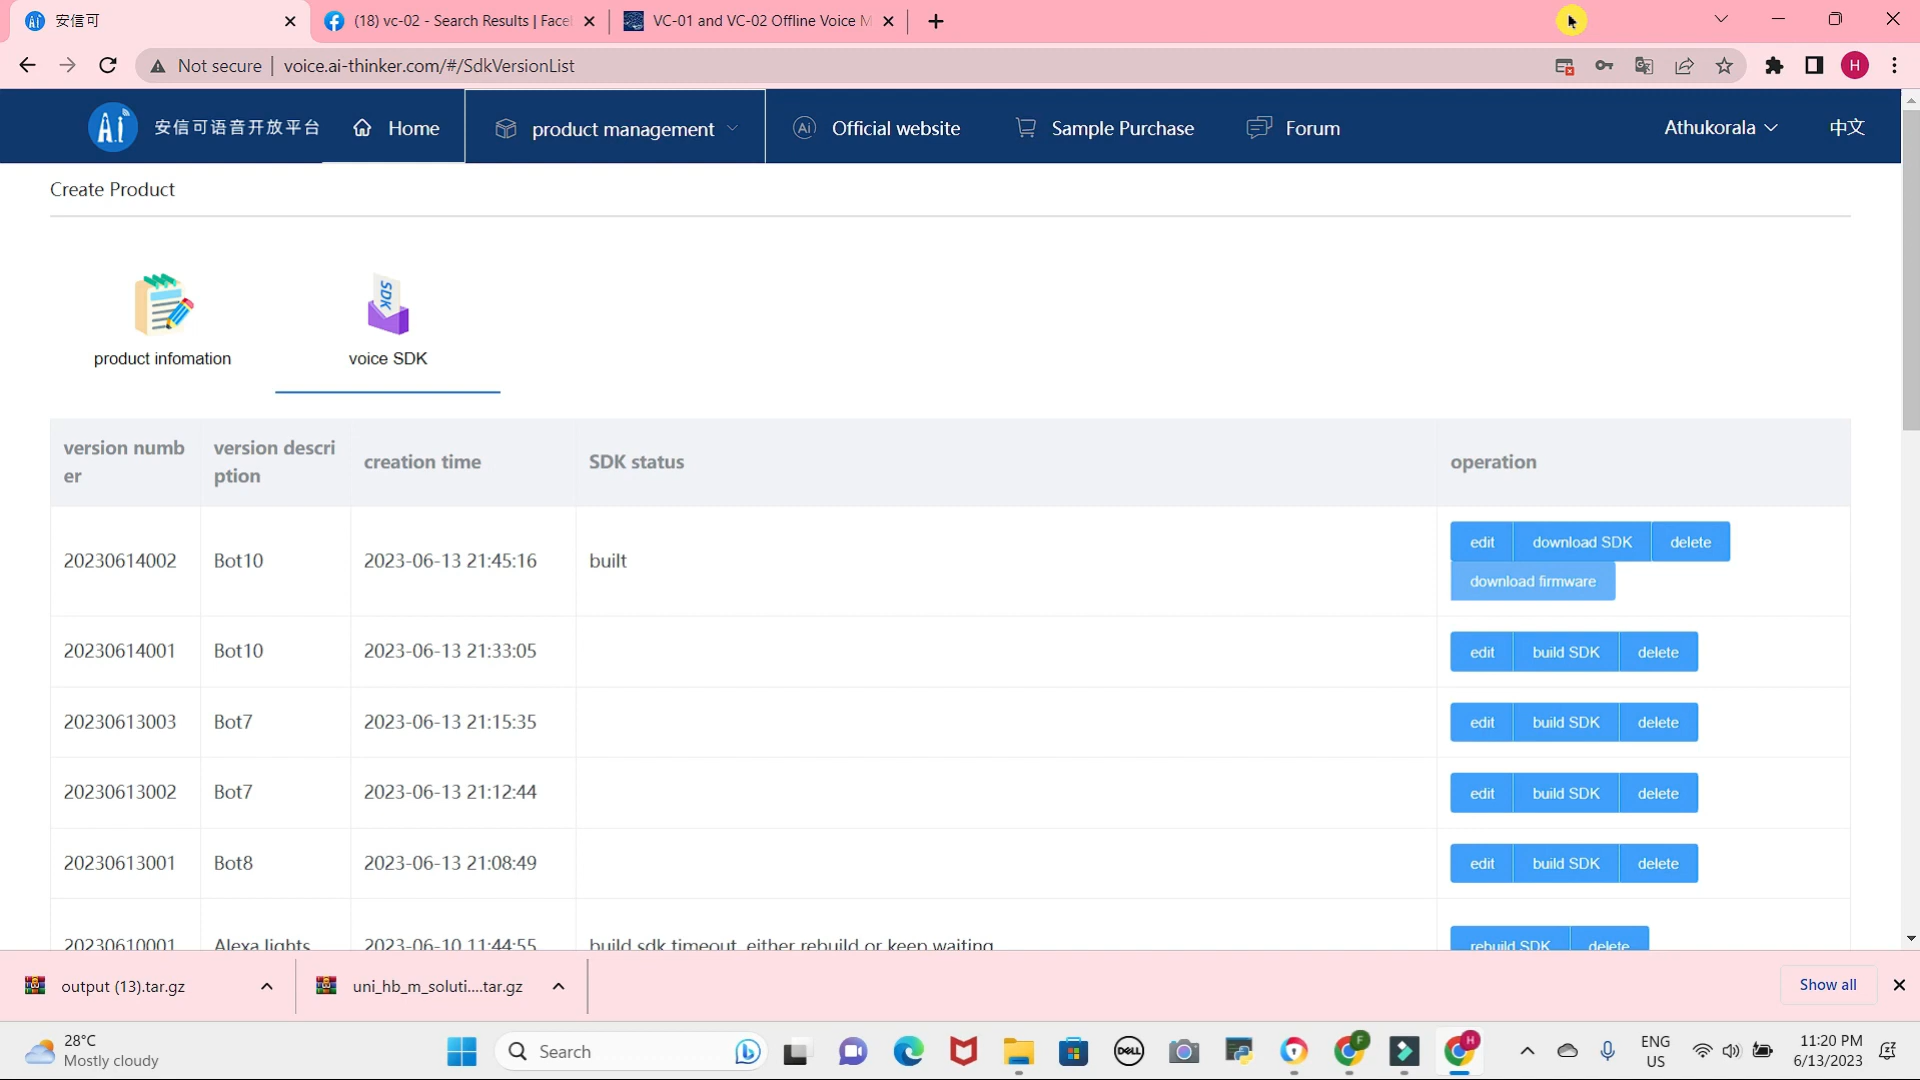 安信可
(18) vc-02 - Search Results | Face
VC-01 and VC-02 Offline Voice M
Not secure
voice.ai-thinker.com/#/SdkVersionList
H
Ai
安信可语音开放平台
Home
product management
Official website
Sample Purchase
Forum
Athukorala
中文
Create Product
SDK
product infomation
voice SDK
version numb
er
version descri
ption
creation time
SDK status
operation
20230614002
Bot10
2023-06-13 21:45:16
built
edit
download SDK
delete
download firmware
20230614001
Bot10
2023-06-13 21:33:05
edit
build SDK
delete
20230613003
Bot7
2023-06-13 21:15:35
edit
build SDK
delete
20230613002
Bot7
2023-06-13 21:12:44
edit
build SDK
delete
20230613001
Bot8
2023-06-13 21:08:49
edit
build SDK
delete
20230610001
Alexa lights
2023-06-10 11:44:55
build sdk timeout, either rebuild or keep waiting
rebuild SDK
delete
output (13).tar.gz
uni_hb_m_soluti....tar.gz
Show all
28°C
Mostly cloudy
Search
DELL
F
H
ENG
US
11:20 PM
6/13/2023